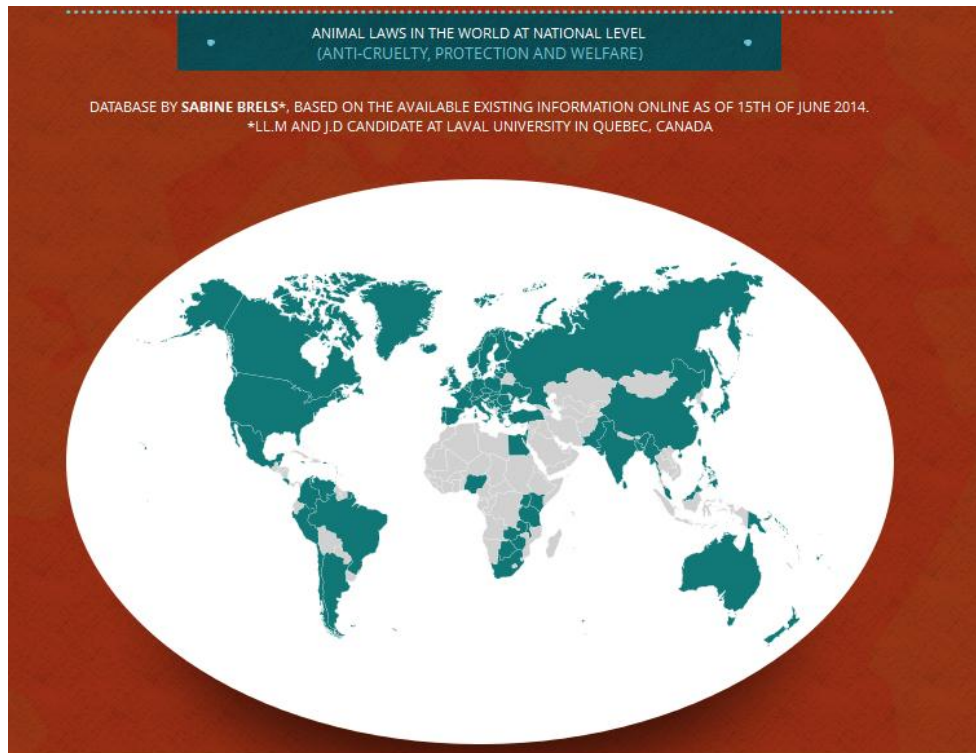 ANIMAL LAWS IN THE WORLD AT NATIONAL LEVEL
(ANTI-CRUELTY, PROTECTION AND WELFARE)
DATABASE BY SABINE BRELS*, BASED ON THE AVAILABLE EXISTING INFORMATION ONLINE AS OF 15TH OF JUNE 2014.
*LL.M AND J.D CANDIDATE AT LAVAL UNIVERSITY IN QUEBEC, CANADA